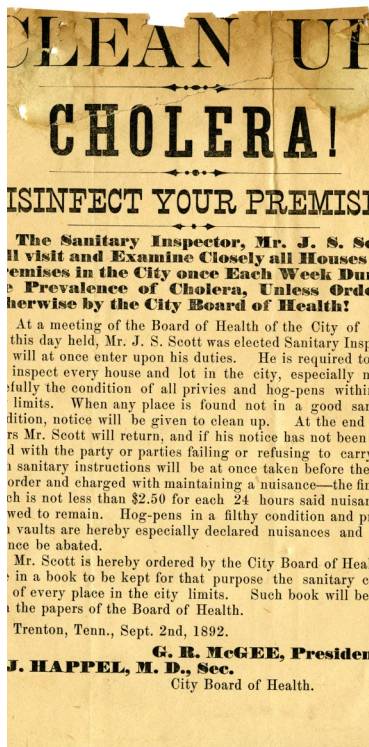 CLEAN UP
CHOLERA!
ISINFECT YOUR PREMIS
The Sanitary Inspector, Mr. J. S. Sc
ll visit and Examine Closely all Houses
remises in the City once Each Week Du
e Prevalence of Cholera, Unless Orde
herwise by the City Board of Health!
At a meeting of the Board of Health of the City of
this day held, Mr. J. S. Scott was elected Sanitary Insp
will at once enter upon his duties. He is required to
inspect every house and lot in the city, especially n
efully the condition of all privies and hog-pens withi
limits. When any place is found not in a good sar
dition, notice will be given to clean up. At the end
rs Mr. Scott will return, and if his notice has not been
d with the party or parties failing or refusing to carry
sanitary instructions will be at once taken before the
order and charged with maintaining a nuisance—the fin
ch is not less than $2.50 for each 24 hours said nuisar
wed to remain. Hog-pens in a filthy condition and pr
vaults are hereby especially declared nuisances and
nce be abated.
Mr. Scott is hereby ordered by the City Board of Hea
in a book to be kept for that purpose the sanitary c
of every place in the city limits. Such book will be
the papers of the Board of Health.
Trenton, Tenn., Sept. 2nd, 1892.
G. R. McGEE, Presiden
J. HAPPEL, M. D., Sec.
City Board of Health.